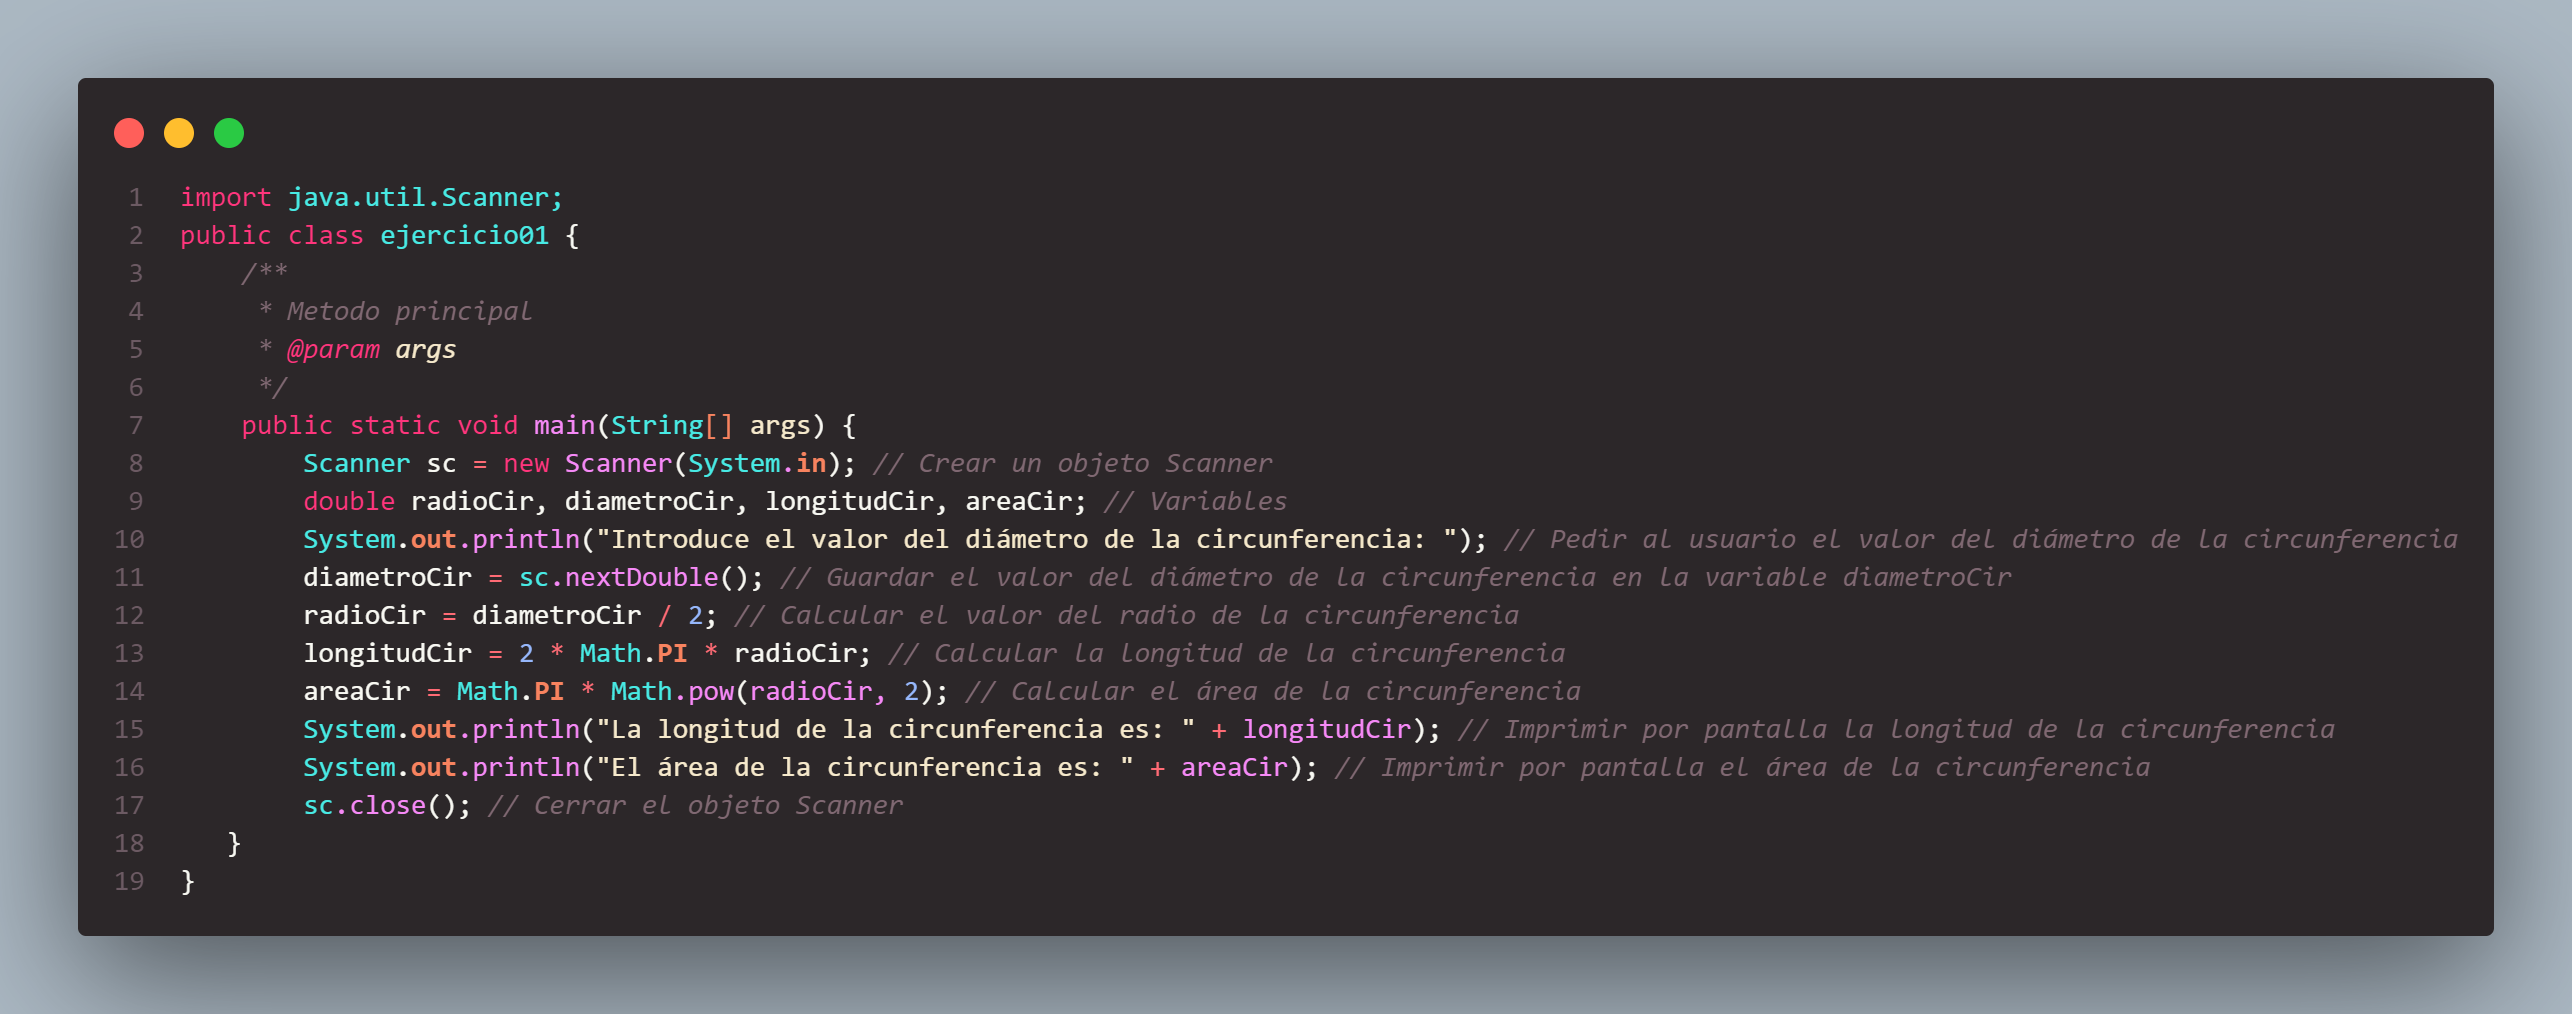 1 import java.util.Scanner;
2 public class ejercicio01 {
3     /**
4      * Metodo principal
5      * @param args
6      */
7     public static void main(String[] args) {
8         Scanner sc = new Scanner(System.in); // Crear un objeto Scanner
9         double radioCir, diametroCir, longitudCir, areaCir; // Variables
10         System.out.println("Introduce el valor del diámetro de la circunferencia: "); // Pedir al usuario el valor del diámetro de la circunferencia
11         diametroCir = sc.nextDouble(); // Guardar el valor del diámetro de la circunferencia en la variable diametroCir
12         radioCir = diametroCir / 2; // Calcular el valor del radio de la circunferencia
13         longitudCir = 2 * Math.PI * radioCir; // Calcular la longitud de la circunferencia
14         areaCir = Math.PI * Math.pow(radioCir, 2); // Calcular el área de la circunferencia
15         System.out.println("La longitud de la circunferencia es: " + longitudCir); // Imprimir por pantalla la longitud de la circunferencia
16         System.out.println("El área de la circunferencia es: " + areaCir); // Imprimir por pantalla el área de la circunferencia
17         sc.close(); // Cerrar el objeto Scanner
18    }
19 }